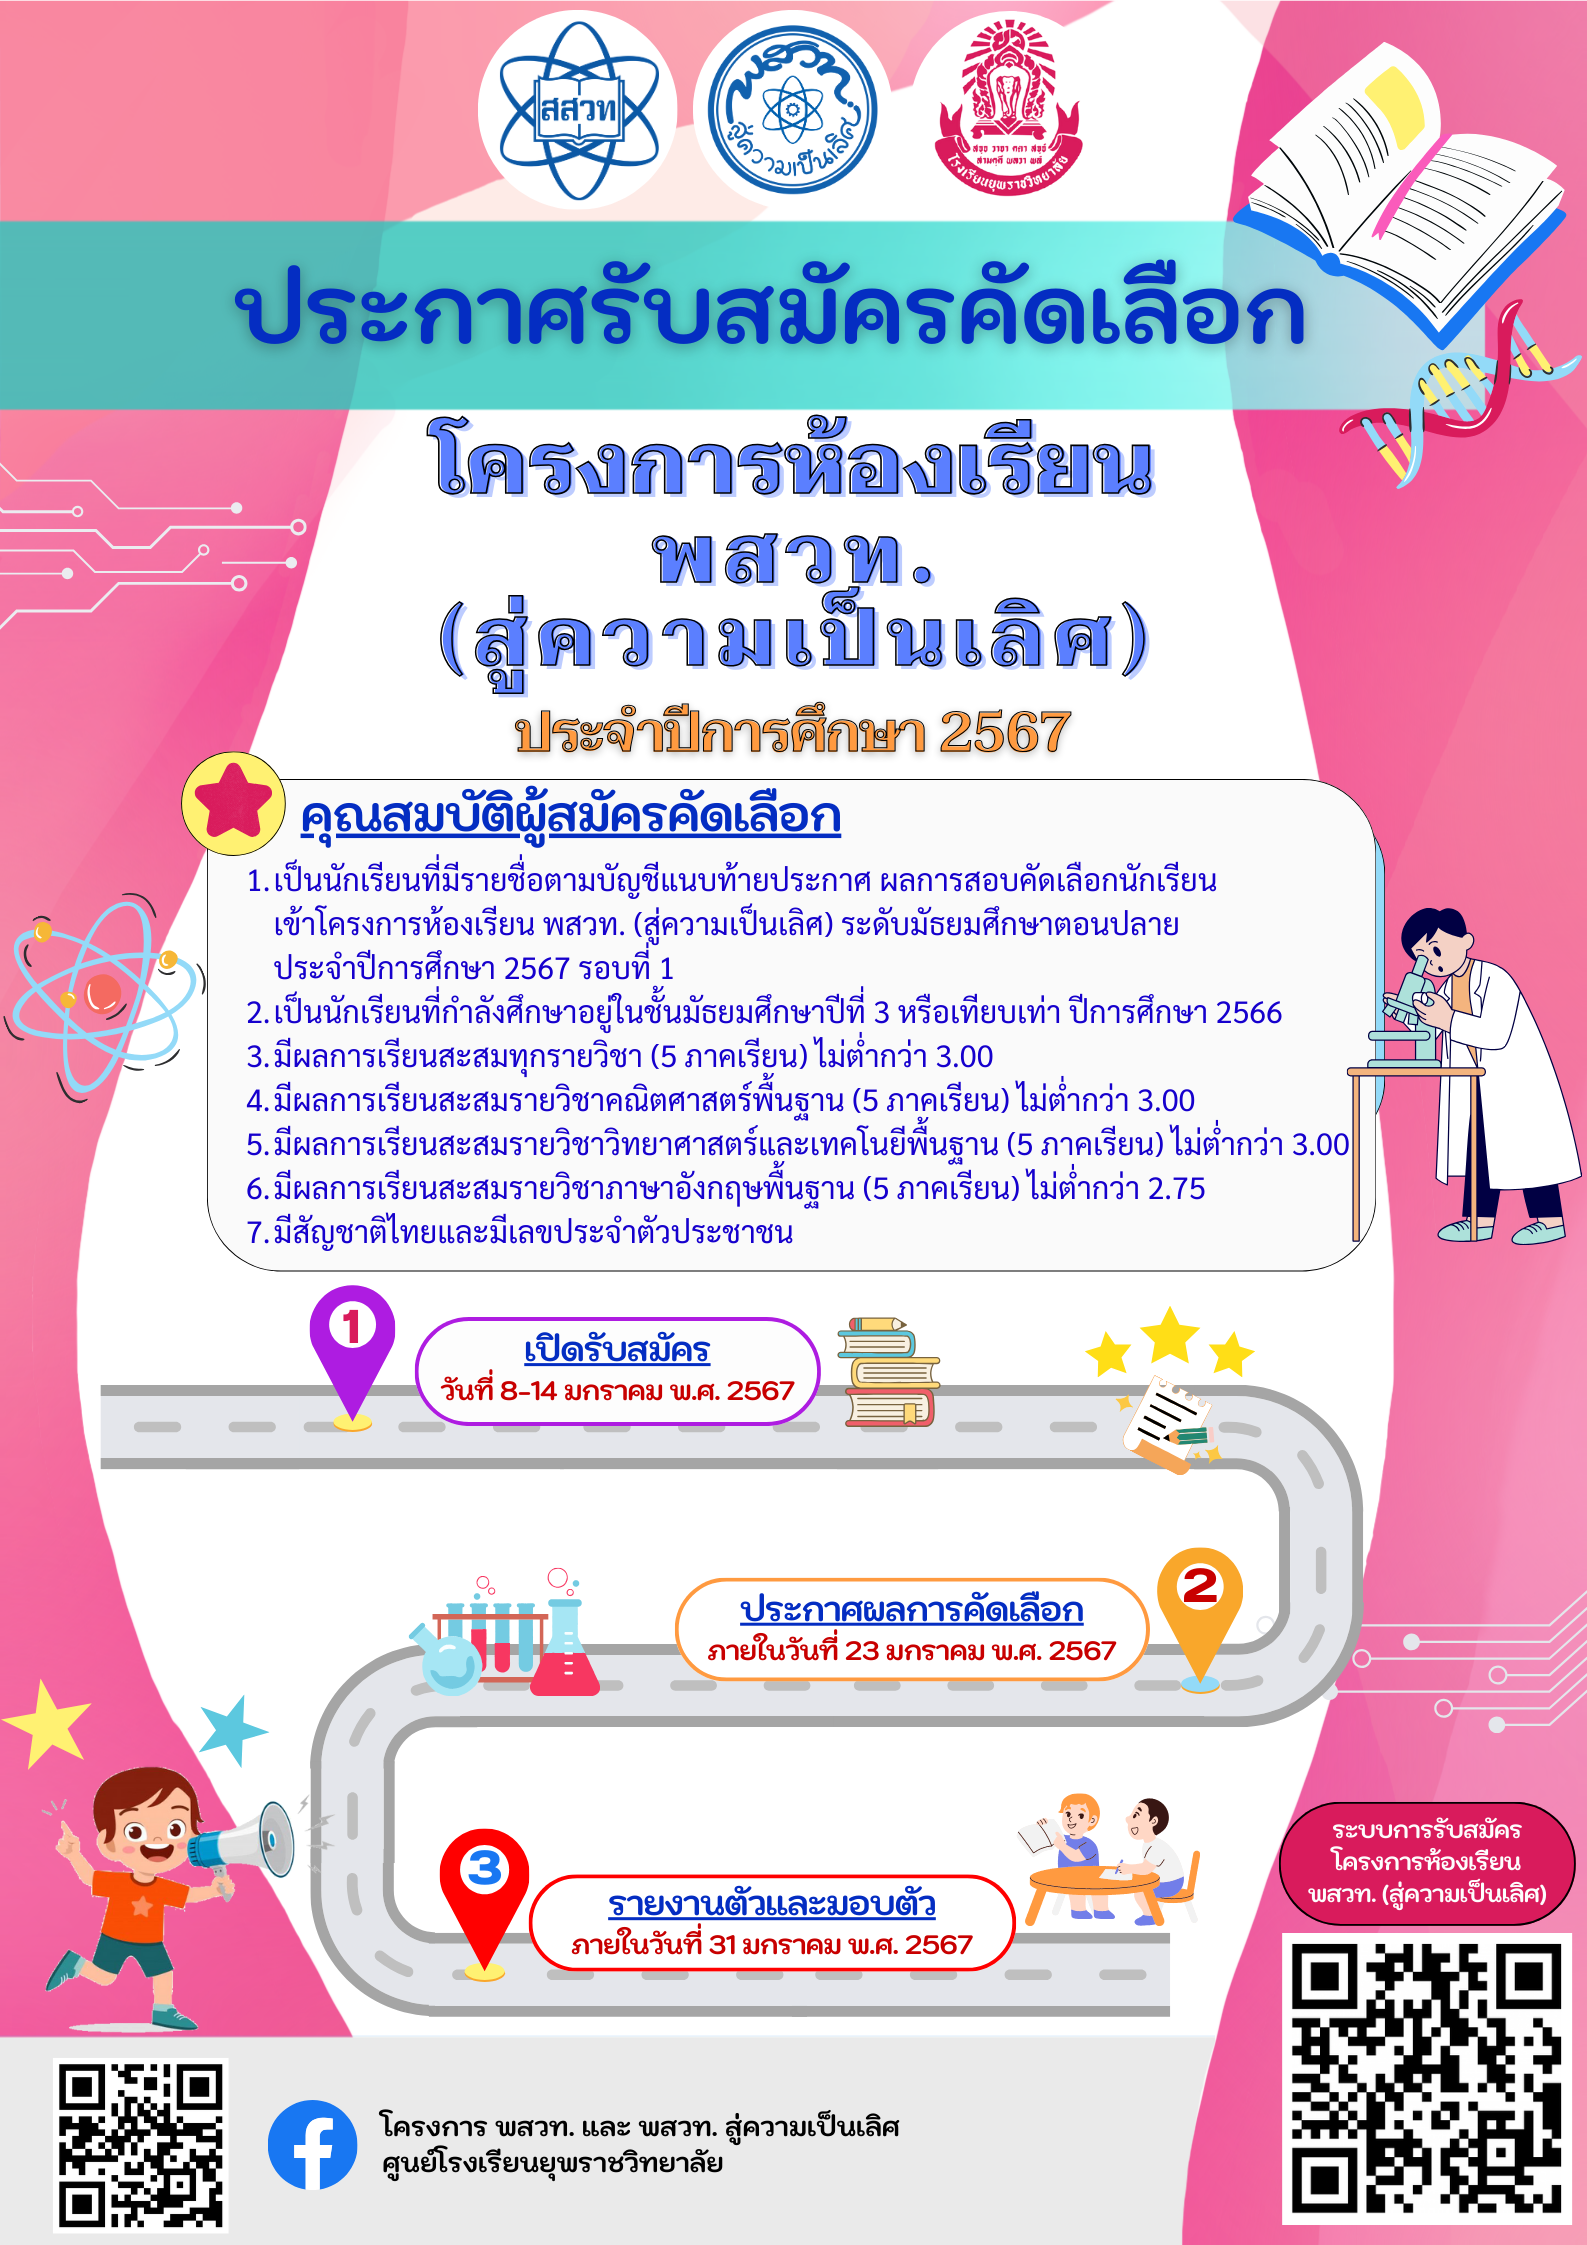 สสวท
พสวท.
สู่ความเป็นเลิศ
โรงเรียนยุพราชวิทยาลัย
ประกาศรับสมัครคัดเลือก
โครงการห้องเรียน
พสวท.
(สู่ความเป็นเลิศ)
ประจำปีการศึกษา 2567
คุณสมบัติผู้สมัครคัดเลือก
1. เป็นนักเรียนที่มีรายชื่อตามบัญชีแนบท้ายประกาศ ผลการสอบคัดเลือกนักเรียน
เข้าโครงการห้องเรียน พสวท. (สู่ความเป็นเลิศ) ระดับมัธยมศึกษาตอนปลาย
ประจำปีการศึกษา 2567 รอบที่ 1
2. เป็นนักเรียนที่กำลังศึกษาอยู่ในชั้นมัธยมศึกษาปีที่ 3 หรือเทียบเท่า ปีการศึกษา 2566
3. มีผลการเรียนสะสมทุกรายวิชา (5 ภาคเรียน) ไม่ต่ำกว่า 3.00
4. มีผลการเรียนสะสมรายวิชาคณิตศาสตร์พื้นฐาน (5 ภาคเรียน) ไม่ต่ำกว่า 3.00
5. มีผลการเรียนสะสมรายวิชาวิทยาศาสตร์และเทคโนยีพื้นฐาน (5 ภาคเรียน) ไม่ต่ำกว่า 3.00
6. มีผลการเรียนสะสมรายวิชาภาษาอังกฤษพื้นฐาน (5 ภาคเรียน) ไม่ต่ำกว่า 2.75
7. มีสัญชาติไทยและมีเลขประจำตัวประชาชน
1
เปิดรับสมัคร
วันที่ 8-14 มกราคม พ.ศ. 2567
2
ประกาศผลการคัดเลือก
ภายในวันที่ 23 มกราคม พ.ศ. 2567
3
รายงานตัวและมอบตัว
ภายในวันที่ 31 มกราคม พ.ศ. 2567
ระบบการรับสมัคร
โครงการห้องเรียน
พสวท. (สู่ความเป็นเลิศ)
โครงการ พสวท. และ พสวท. สู่ความเป็นเลิศ
ศูนย์โรงเรียนยุพราชวิทยาลัย